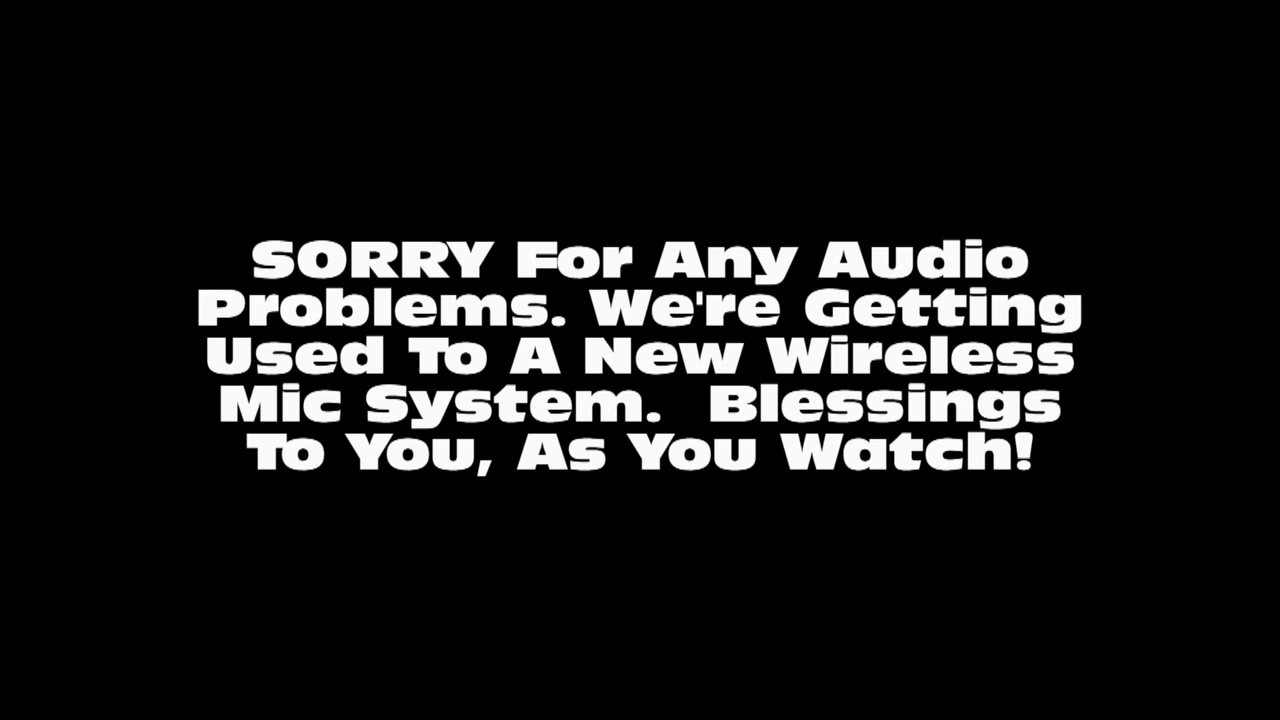 SORRY For Any Audio
Problems. We're Getting
Used To A New Wireless
Mic System.  Blessings
To You, As You Watch!